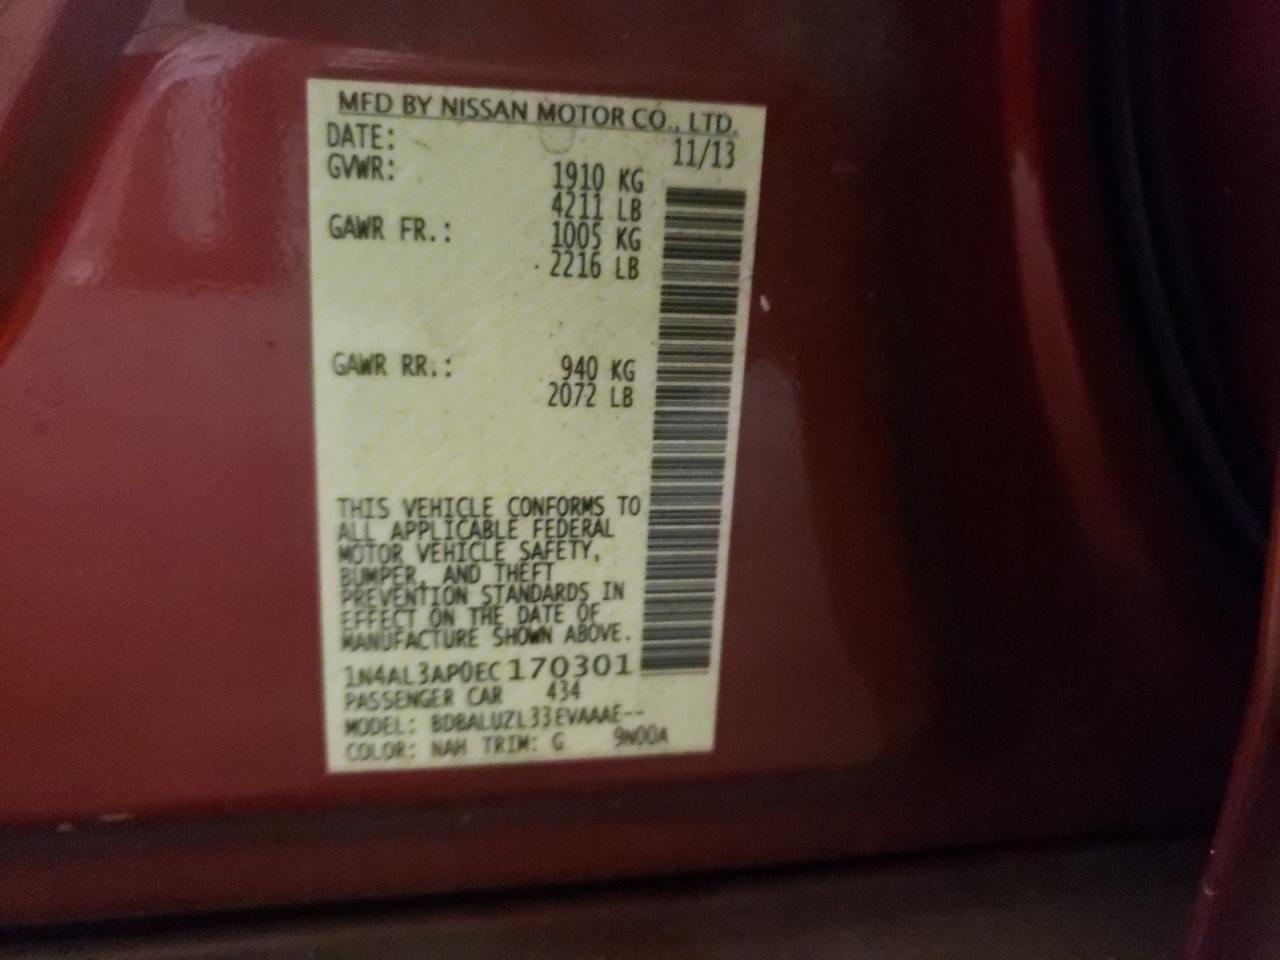 MFD BY NISSAN MOTOR CO., LTD.
DATE: 11/13
GVWR: 1910 KG
4211 LB
GAWR FR.: 1005 KG
2216 LB
GAWR RR.: 940 KG
2072 LB
THIS VEHICLE CONFORMS TO
ALL APPLICABLE FEDERAL
MOTOR VEHICLE SAFETY,
BUMPER, AND THEFT
PREVENTION STANDARDS IN
EFFECT ON THE DATE OF
MANUFACTURE SHOWN ABOVE.
1N4AL3AP0EC170301
PASSENGER CAR 434
MODEL: BDBALUZL33EVAAAE--
COLOR: NAH TRIM: G 9N00A